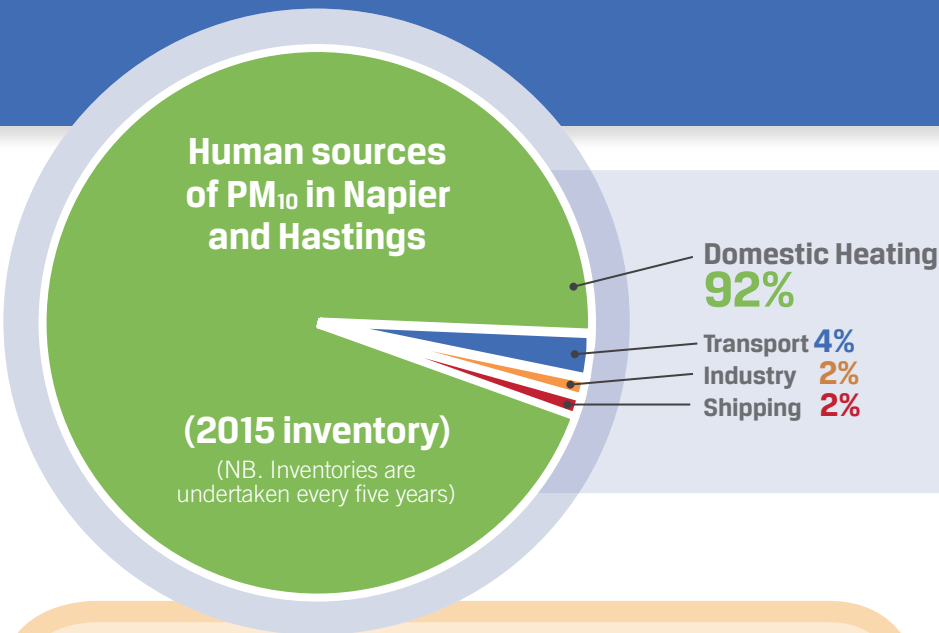 Human sources
of PM₁₀ in Napier
and Hastings
(2015 inventory)
(NB. Inventories are
undertaken every five years)
Domestic Heating
92%
Transport 4%
Industry 2%
Shipping 2%